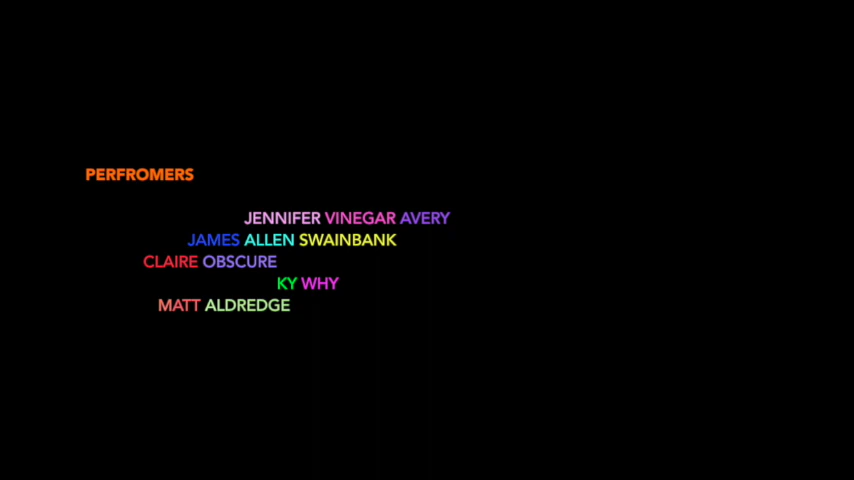 PERFROMERS
JENNIFER VINEGAR AVERY
JAMES ALLEN SWAINBANK
CLAIRE OBSCURE
KY WHY
MATT ALDREDGE